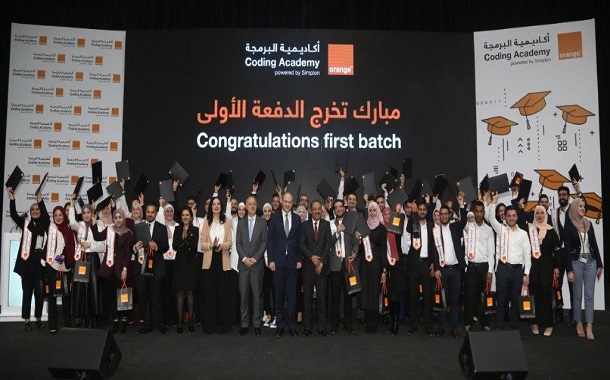 أكاديمية البرمجة
Coding Academy
powered by Simplon
orange
مبارك تخرج الدفعة الأولى
Congratulations first batch
أكاديمية البرمجة
Coding Academy
powered by Simplon
orange